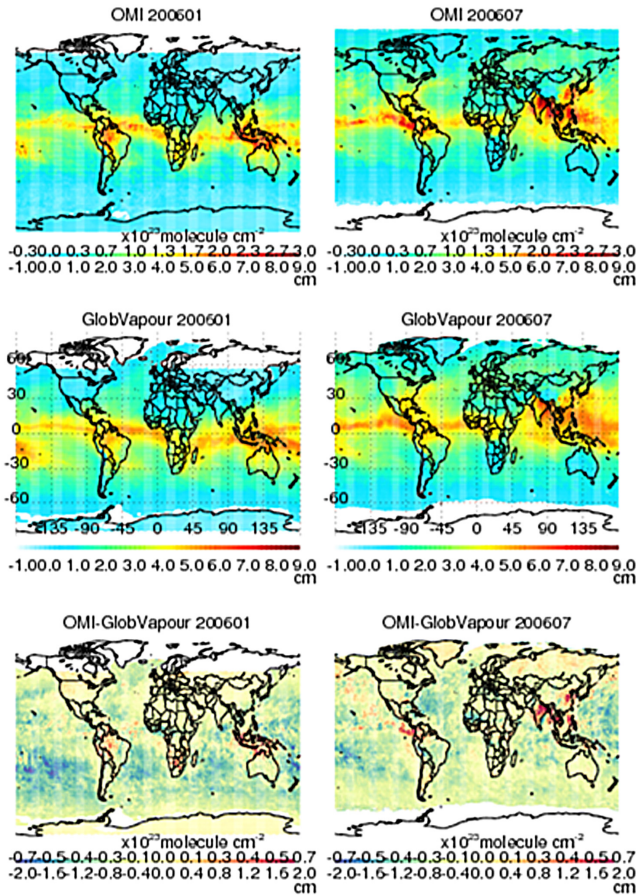 OMI 200601
OMI 200607
x10²³molecule cm⁻²
-0.30.0 0.3 0.7 1.0 1.3 1.7 2.0 2.3 2.7 3.0
-1.00.0 1.0 2.0 3.0 4.0 5.0 6.0 7.0 8.0 9.0
cm
x10²³molecule cm⁻²
-0.30.0 0.3 0.7 1.0 1.3 1.7 2.0 2.3 2.7 3.0
-1.00.0 1.0 2.0 3.0 4.0 5.0 6.0 7.0 8.0 9.0
cm
GlobVapour 200601
GlobVapour 200607
60
30
0
-30
-60
-135 -90 -45 0 45 90 135
-1.00.0 1.0 2.0 3.0 4.0 5.0 6.0 7.0 8.0 9.0
cm
60
30
0
-30
-60
-135 -90 -45 0 45 90 135
-1.00.0 1.0 2.0 3.0 4.0 5.0 6.0 7.0 8.0 9.0
cm
OMI-GlobVapour 200601
OMI-GlobVapour 200607
x10²³molecule cm⁻²
-0.7-0.5-0.4-0.3-0.1 0.0 0.1 0.3 0.4 0.5 0.7
-2.0-1.6-1.2-0.8-0.40.0 0.4 0.8 1.2 1.6 2.0
cm
x10²³molecule cm⁻²
-0.7-0.5-0.4-0.3-0.1 0.0 0.1 0.3 0.4 0.5 0.7
-2.0-1.6-1.2-0.8-0.40.0 0.4 0.8 1.2 1.6 2.0
cm